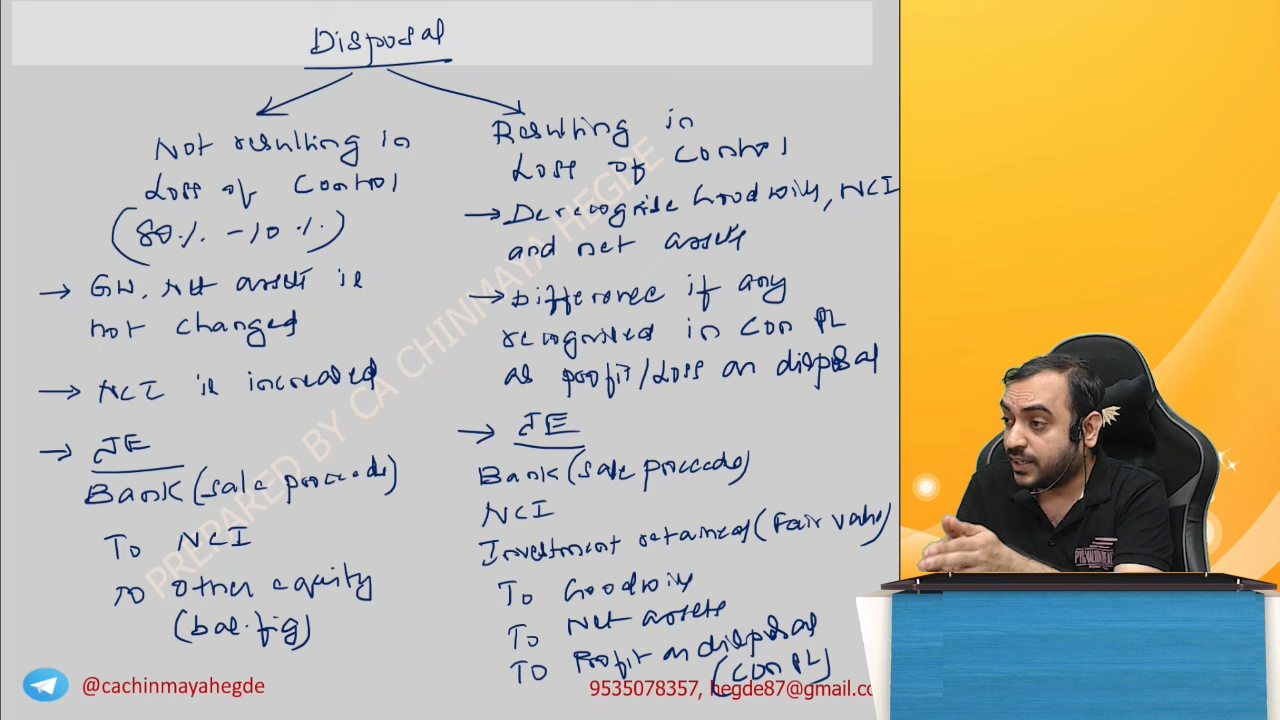 Disposal
Not resulting in
Loss of Control
(80% - 10%)
→ GW, Net asset is
not changed
→ NCI is increased
→ JE
Bank (sale proceeds)
To NCI
To other equity
(bal. fig)
Resulting in
Loss of Control
→ Derecognise Goodwill, NCI
and net assets
→ Difference if any
recognised in Con PL
as profit/Loss on disposal
→ JE
Bank (sale proceeds)
NCI
Investment retained (Fair value)
To Goodwill
To Net assets
To Profit on disposal
(Con PL)
PREPARED BY CA CHINMAYA HEGDE
@cachinmayahegde
9535078357, hegde87@gmail.co